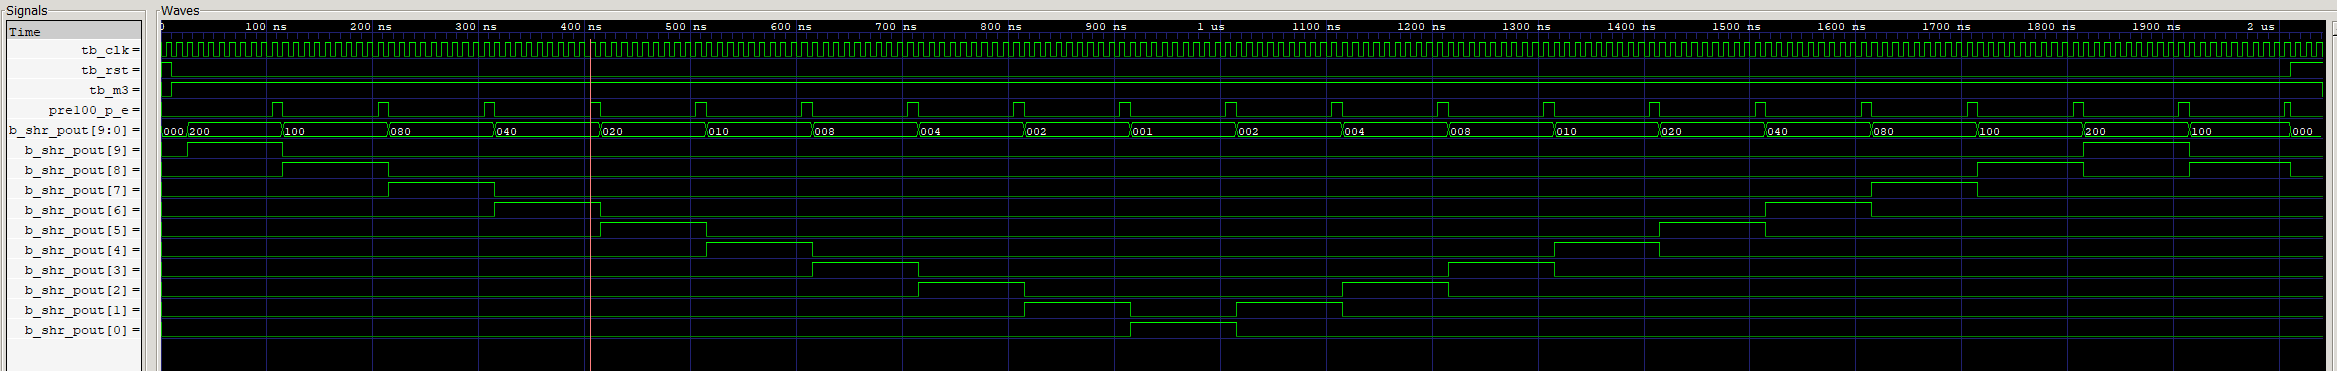 Signals
Waves
Time
0 100 ns 200 ns 300 ns 400 ns 500 ns 600 ns 700 ns 800 ns 900 ns 1 us 1100 ns 1200 ns 1300 ns 1400 ns 1500 ns 1600 ns 1700 ns 1800 ns 1900 ns 2 us
tb_clk=
tb_rst=
tb_m3=
pre100_p_e=
b_shr_pout[9:0]= 000 200 100 080 040 020 010 008 004 002 001 002 004 008 010 020 040 080 100 200 100 000
b_shr_pout[9]=
b_shr_pout[8]=
b_shr_pout[7]=
b_shr_pout[6]=
b_shr_pout[5]=
b_shr_pout[4]=
b_shr_pout[3]=
b_shr_pout[2]=
b_shr_pout[1]=
b_shr_pout[0]=